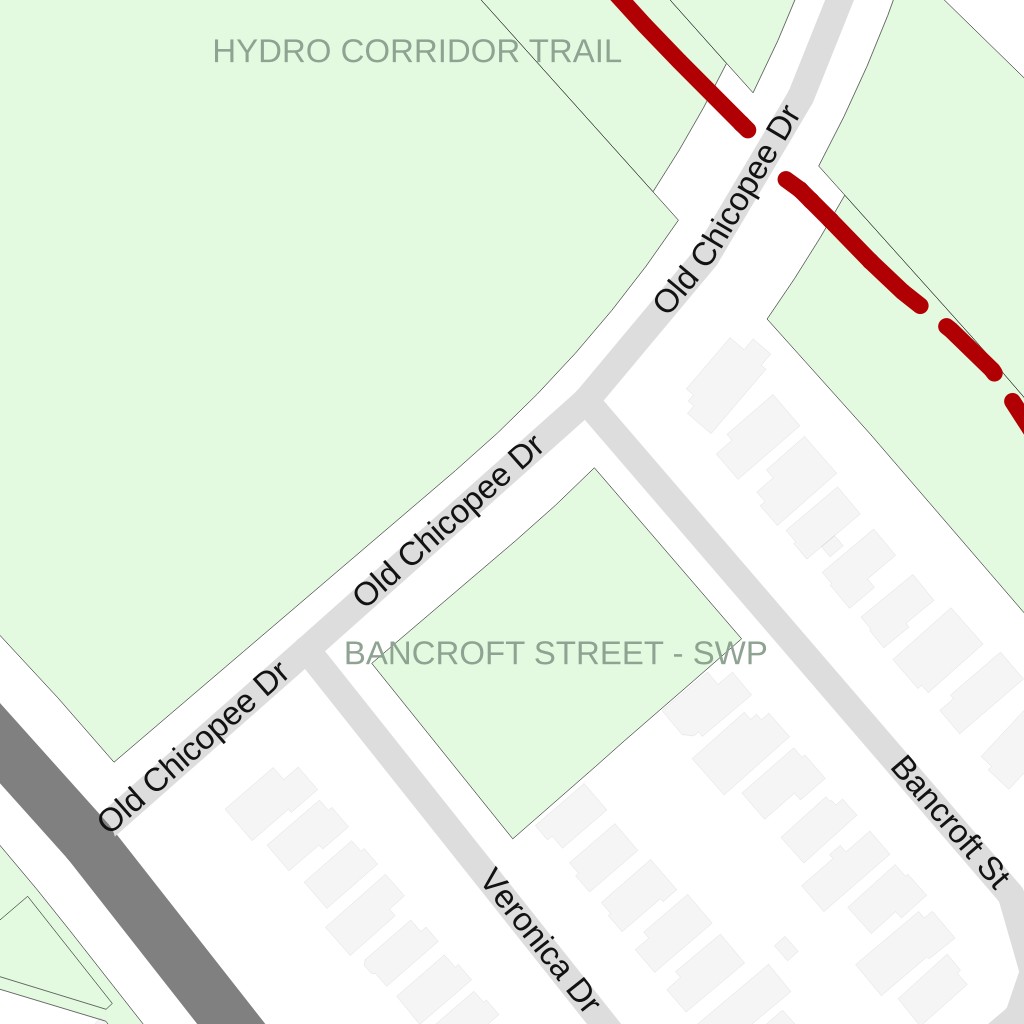 HYDRO CORRIDOR TRAIL
Old Chicopee Dr
Old Chicopee Dr
BANCROFT STREET - SWP
Old Chicopee Dr
Bancroft St
Veronica Dr